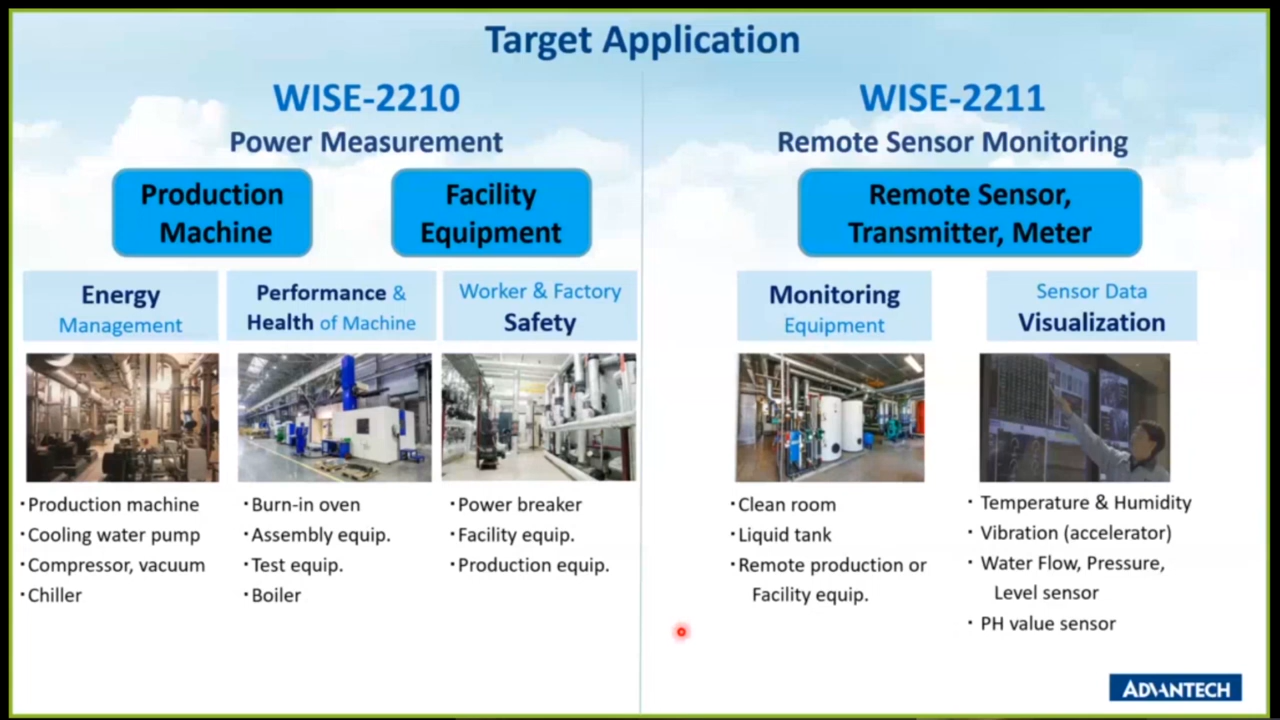 Target Application
WISE-2210
Power Measurement
Production
Machine
Facility
Equipment
Energy
Management
Performance &
Health of Machine
Worker & Factory
Safety
· Production machine
· Cooling water pump
· Compressor, vacuum
· Chiller
· Burn-in oven
· Assembly equip.
· Test equip.
· Boiler
· Power breaker
· Facility equip.
· Production equip.
WISE-2211
Remote Sensor Monitoring
Remote Sensor,
Transmitter, Meter
Monitoring
Equipment
Sensor Data
Visualization
· Clean room
· Liquid tank
· Remote production or
Facility equip.
· Temperature & Humidity
· Vibration (accelerator)
· Water Flow, Pressure,
Level sensor
· PH value sensor
ADVANTECH